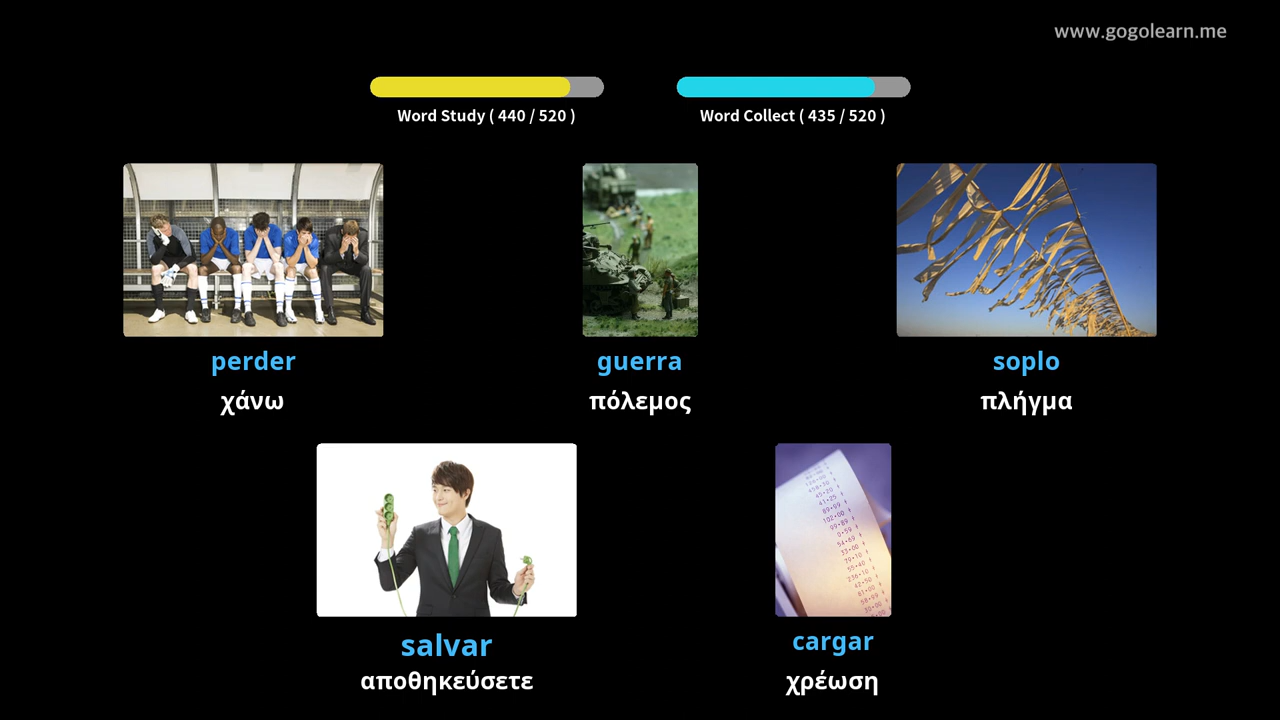 www.gogolearn.me
Word Study ( 440 / 520 )
Word Collect ( 435 / 520 )
perder
χάνω
guerra
πόλεμος
soplo
πλήγμα
salvar
αποθηκεύσετε
cargar
χρέωση